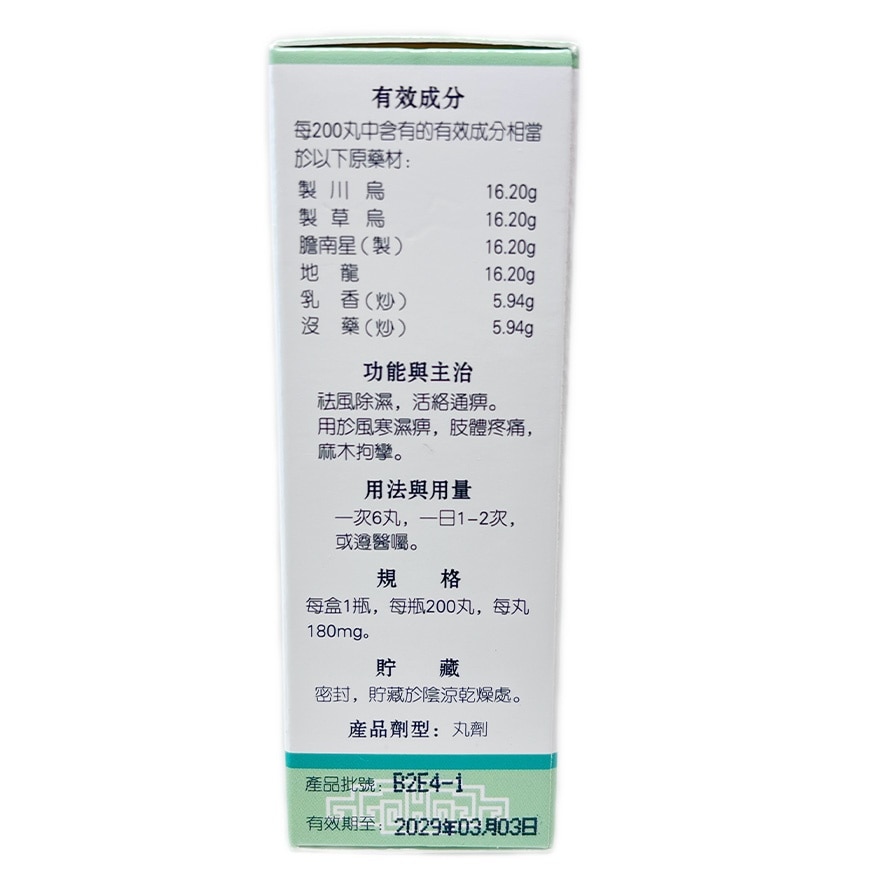 有效成分
每200丸中含有的有效成分相當
於以下原藥材：
製川烏 16.20g
製草烏 16.20g
膽南星（製） 16.20g
地龍 16.20g
乳香（炒） 5.94g
沒藥（炒） 5.94g
功能與主治
祛風除濕，活絡通痹。
用於風寒濕痹，肢體疼痛，
麻木拘攣。
用法與用量
一次6丸，一日1-2次，
或遵醫囑。
規格
每盒1瓶，每瓶200丸，每丸
180mg。
貯藏
密封，貯藏於陰涼乾燥處。
產品劑型：丸劑
產品批號：B2E4-1
有效期至：2029年03月03日